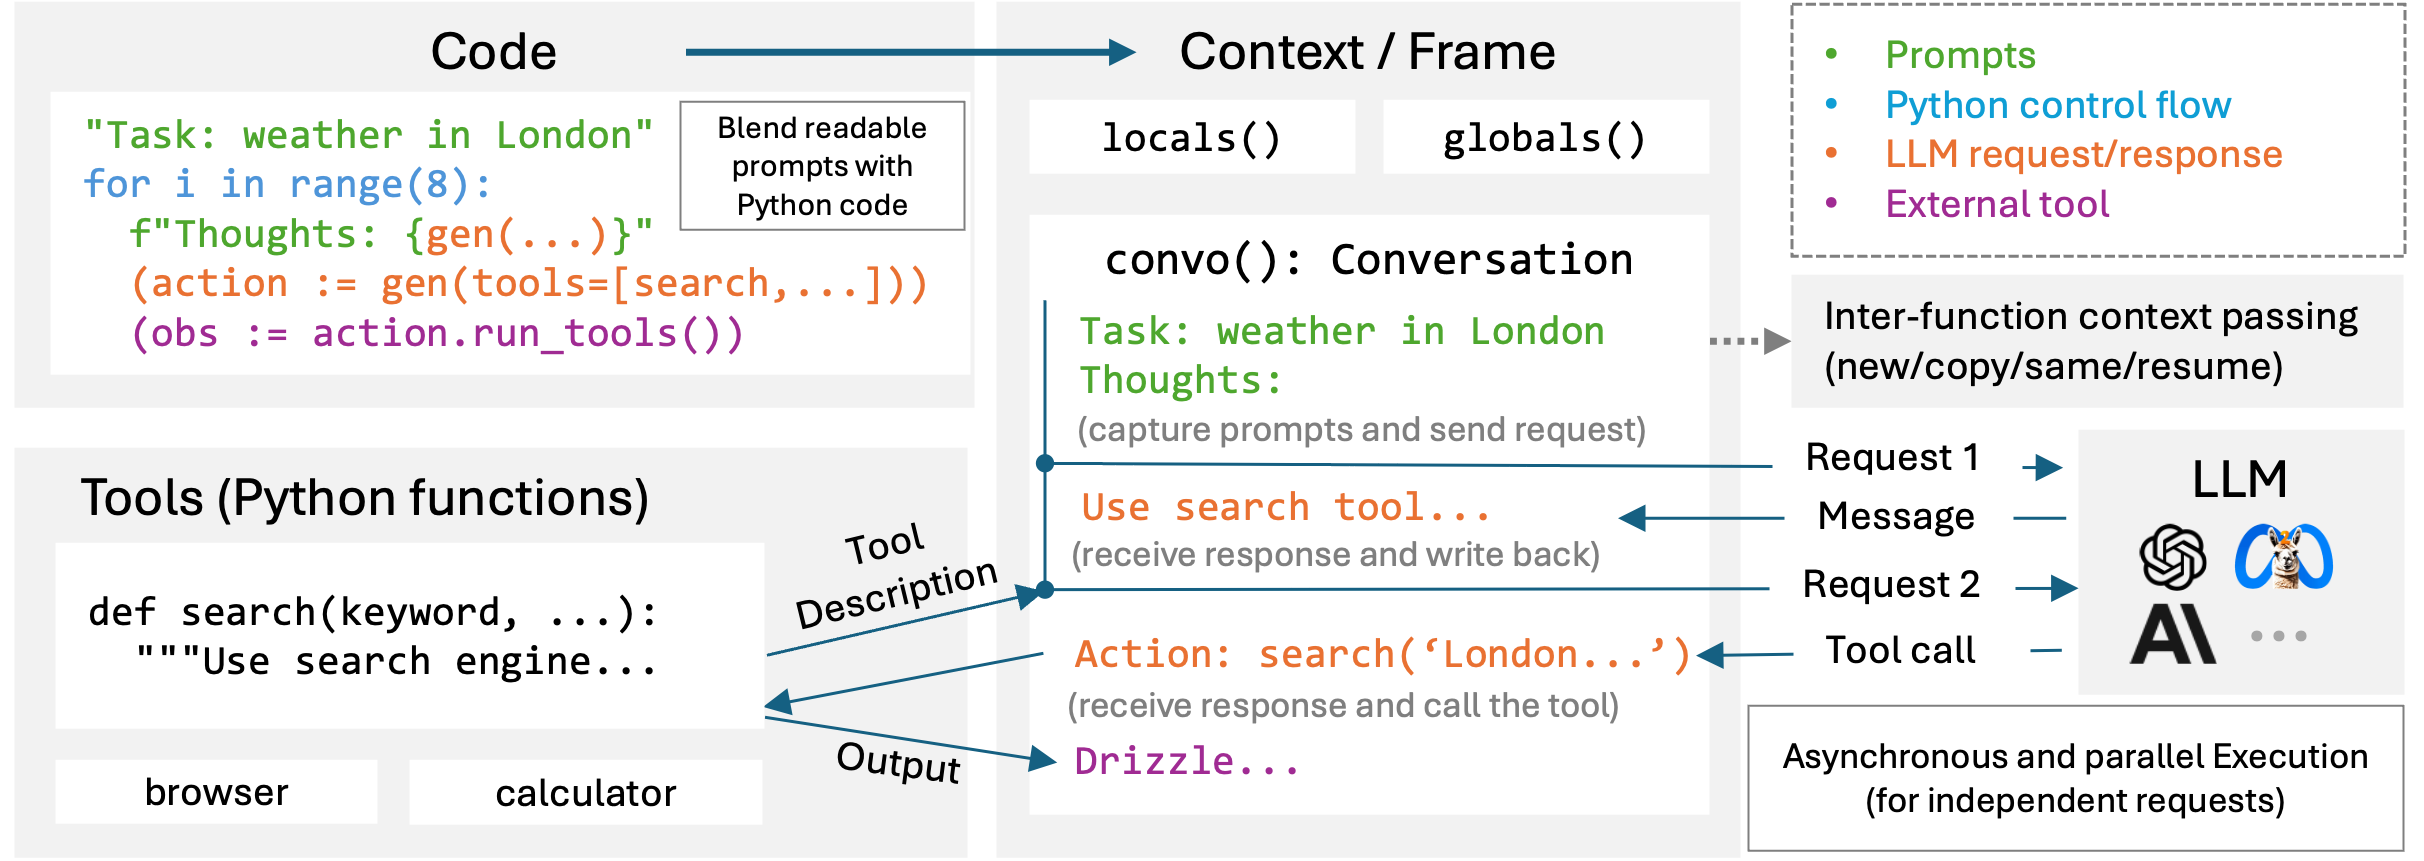 Code
"Task: weather in London"
for i in range(8):
f"Thoughts: {gen(...)}"
(action := gen(tools=[search,...]))
(obs := action.run_tools())
Blend readable
prompts with
Python code
Context / Frame
locals()
globals()
convo(): Conversation
Task: weather in London
Thoughts:
(capture prompts and send request)
Use search tool...
(receive response and write back)
Action: search(‘London...’)
(receive response and call the tool)
Drizzle...
• Prompts
• Python control flow
• LLM request/response
• External tool
Inter-function context passing
(new/copy/same/resume)
Request 1
Message
Request 2
Tool call
LLM
...
Asynchronous and parallel Execution
(for independent requests)
Tools (Python functions)
def search(keyword, ...):
"""Use search engine...
browser
calculator
Tool
Description
Output